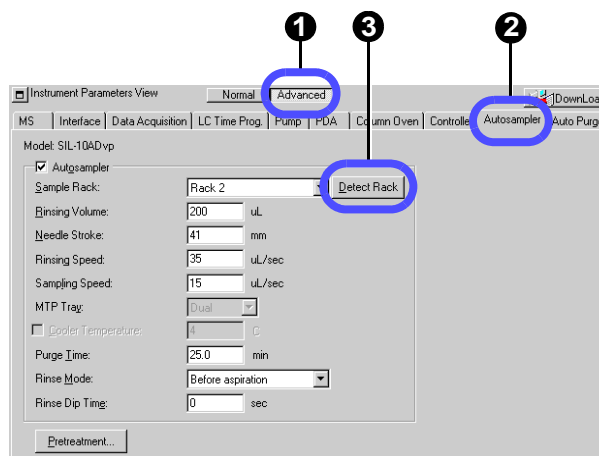 1 3 2
Instrument Parameters View Normal Advanced DownLoa
MS Interface Data Acquisition LC Time Prog. Pump PDA Column Oven Controlle Autosampler Auto Purge
Model: SIL-10ADvp
Autosampler
Sample Rack: Rack 2 Detect Rack
Rinsing Volume: 200 uL
Needle Stroke: 41 mm
Rinsing Speed: 35 uL/sec
Sampling Speed: 15 uL/sec
MTP Tray: Dual
Cooler Temperature: 4 C
Purge Time: 25.0 min
Rinse Mode: Before aspiration
Rinse Dip Time: 0 sec
Pretreatment...